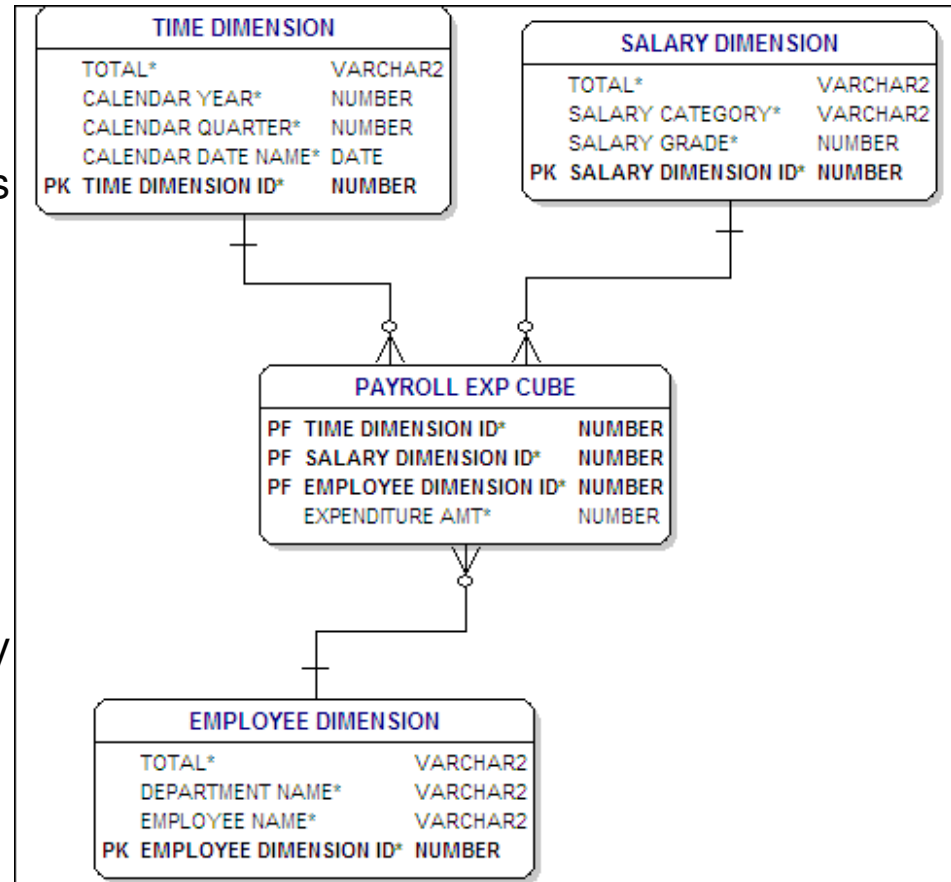 TIME DIMENSION
TOTAL* VARCHAR2
CALENDAR YEAR* NUMBER
CALENDAR QUARTER* NUMBER
CALENDAR DATE NAME* DATE
PK TIME DIMENSION ID* NUMBER
SALARY DIMENSION
TOTAL* VARCHAR2
SALARY CATEGORY* VARCHAR2
SALARY GRADE* NUMBER
PK SALARY DIMENSION ID* NUMBER
s
PAYROLL EXP CUBE
PF TIME DIMENSION ID* NUMBER
PF SALARY DIMENSION ID* NUMBER
PF EMPLOYEE DIMENSION ID* NUMBER
EXPENDITURE AMT* NUMBER
EMPLOYEE DIMENSION
TOTAL* VARCHAR2
DEPARTMENT NAME* VARCHAR2
EMPLOYEE NAME* VARCHAR2
PK EMPLOYEE DIMENSION ID* NUMBER